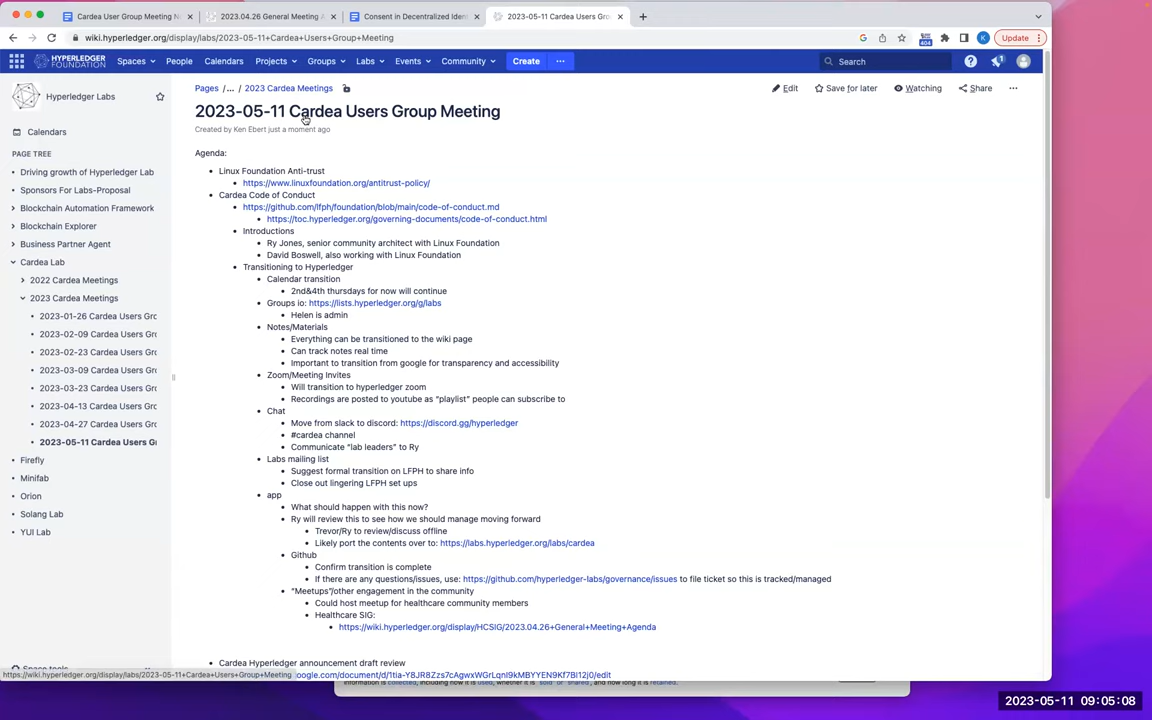 Cardea User Group Meeting N
2023.04.26 General Meeting A
Consent in Decentralized Iden
2023-05-11 Cardea Users Gro
wiki.hyperledger.org/display/labs/2023-05-11+Cardea+Users+Group+Meeting
404
K
Update
HYPERLEDGER FOUNDATION
Spaces
People
Calendars
Projects
Groups
Labs
Events
Community
Create
Search
1
Hyperledger Labs
Calendars
PAGE TREE
Driving growth of Hyperledger Lab
Sponsors For Labs-Proposal
Blockchain Automation Framework
Blockchain Explorer
Business Partner Agent
Cardea Lab
2022 Cardea Meetings
2023 Cardea Meetings
2023-01-26 Cardea Users Gro
2023-02-09 Cardea Users Gro
2023-02-23 Cardea Users Gro
2023-03-09 Cardea Users Gro
2023-03-23 Cardea Users Gro
2023-04-13 Cardea Users Gro
2023-04-27 Cardea Users Gro
2023-05-11 Cardea Users Gr
Firefly
Minifab
Orion
Solang Lab
YUI Lab
Space tools
Pages /... / 2023 Cardea Meetings
Edit
Save for later
Watching
Share
2023-05-11 Cardea Users Group Meeting
Created by Ken Ebert just a moment ago
Agenda:
Linux Foundation Anti-trust
https://www.linuxfoundation.org/antitrust-policy/
Cardea Code of Conduct
https://github.com/lfph/foundation/blob/main/code-of-conduct.md
https://toc.hyperledger.org/governing-documents/code-of-conduct.html
Introductions
Ry Jones, senior community architect with Linux Foundation
David Boswell, also working with Linux Foundation
Transitioning to Hyperledger
Calendar transition
2nd&4th thursdays for now will continue
Groups io: https://lists.hyperledger.org/g/labs
Helen is admin
Notes/Materials
Everything can be transitioned to the wiki page
Can track notes real time
Important to transition from google for transparency and accessibility
Zoom/Meeting Invites
Will transition to hyperledger zoom
Recordings are posted to youtube as "playlist" people can subscribe to
Chat
Move from slack to discord: https://discord.gg/hyperledger
#cardea channel
Communicate "lab leaders" to Ry
Labs mailing list
Suggest formal transition on LFPH to share info
Close out lingering LFPH set ups
app
What should happen with this now?
Ry will review this to see how we should manage moving forward
Trevor/Ry to review/discuss offline
Likely port the contents over to: https://labs.hyperledger.org/labs/cardea
Github
Confirm transition is complete
If there are any questions/issues, use: https://github.com/hyperledger-labs/governance/issues to file ticket so this is tracked/managed
"Meetups"/other engagement in the community
Could host meetup for healthcare community members
Healthcare SIG:
https://wiki.hyperledger.org/display/HCSIG/2023.04.26+General+Meeting+Agenda
Cardea Hyperledger announcement draft review
https://wiki.hyperledger.org/display/labs/2023-05-11+Cardea+Users+Group+Meeting
2023-05-11 09:05:08